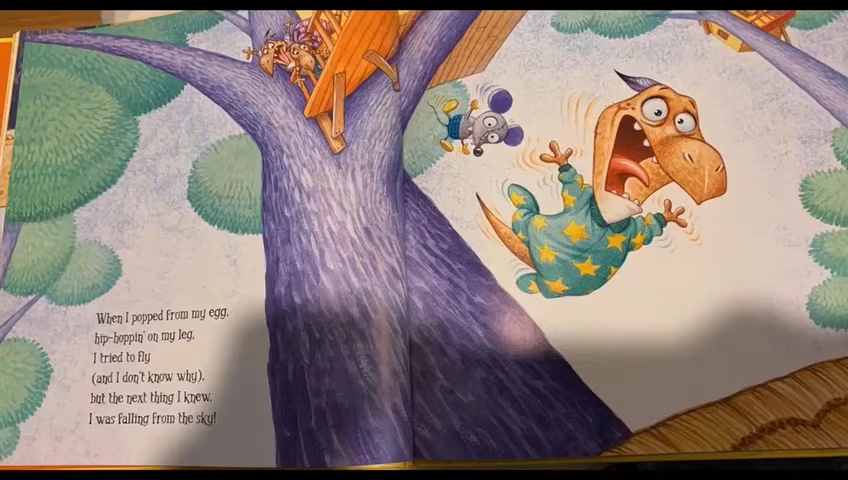 When I popped from my egg,
hip-hoppin' on my leg,
I tried to fly
(and I don't know why),
but the next thing I knew,
I was falling from the sky!